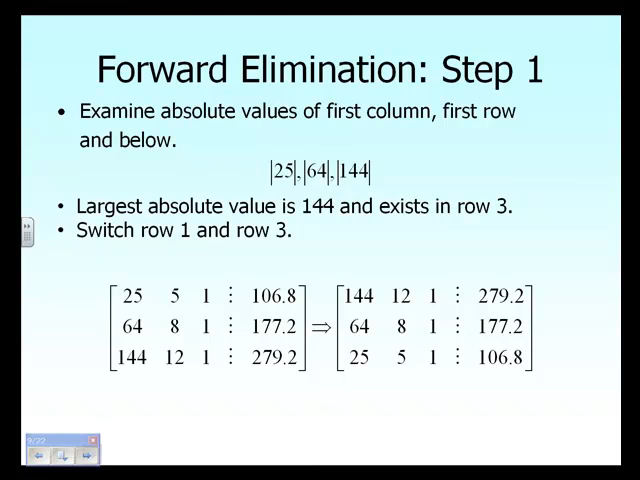 Forward Elimination: Step 1
• Examine absolute values of first column, first row
and below.
|25|,|64|,|144|
• Largest absolute value is 144 and exists in row 3.
• Switch row 1 and row 3.
[25 5 1 ⋮ 106.8] [144 12 1 ⋮ 279.2]
[64 8 1 ⋮ 177.2] ⇒ [64 8 1 ⋮ 177.2]
[144 12 1 ⋮ 279.2] [25 5 1 ⋮ 106.8]
9/22